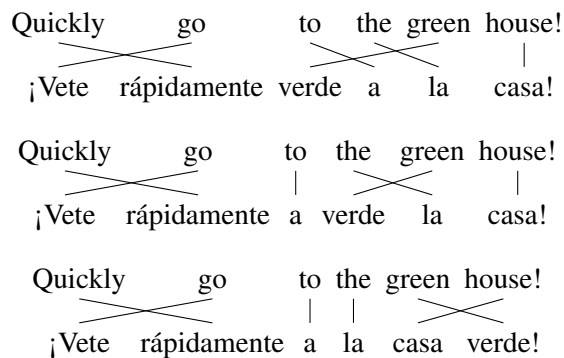 Quickly go to the green house!
¡Vete rápidamente verde a la casa!
Quickly go to the green house!
¡Vete rápidamente a verde la casa!
Quickly go to the green house!
¡Vete rápidamente a la casa verde!